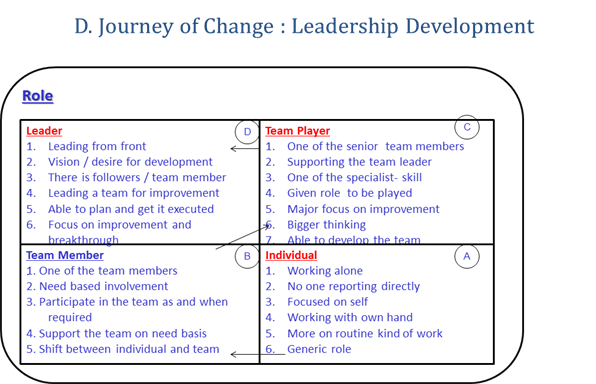 D. Journey of Change : Leadership Development
Role
Leader
D
1. Leading from front
2. Vision / desire for development
3. There is followers / team member
4. Leading a team for improvement
5. Able to plan and get it executed
6. Focus on improvement and
breakthrough
Team Player
C
1. One of the senior team members
2. Supporting the team leader
3. One of the specialist- skill
4. Given role to be played
5. Major focus on improvement
6. Bigger thinking
7. Able to develop the team
Team Member
B
1. One of the team members
2. Need based involvement
3. Participate in the team as and when
required
4. Support the team on need basis
5. Shift between individual and team
Individual
A
1. Working alone
2. No one reporting directly
3. Focused on self
4. Working with own hand
5. More on routine kind of work
6. Generic role